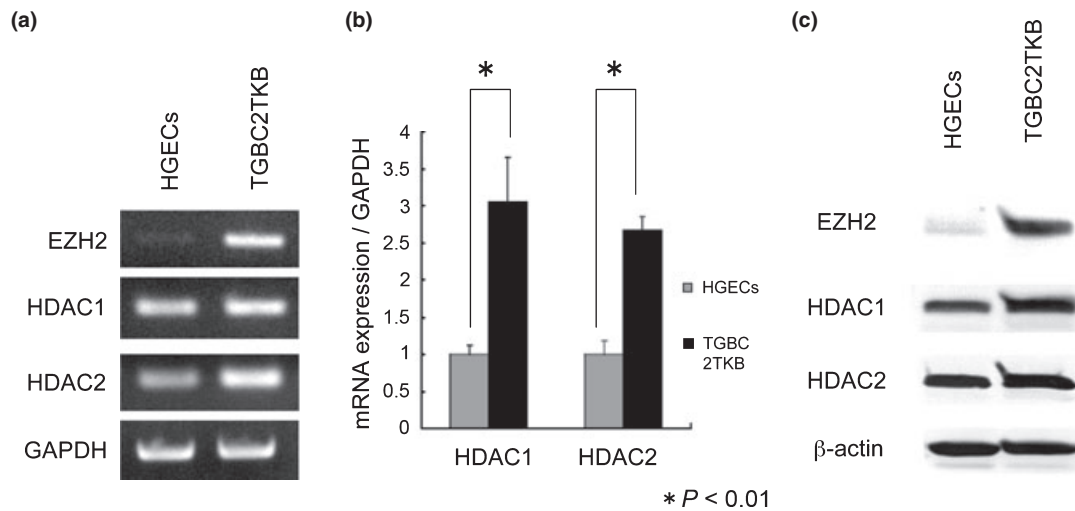 (a)
HGECs
TGBC2TKB
EZH2
HDAC1
HDAC2
GAPDH
(b)
mRNA expression / GAPDH
4
3.5
3
2.5
2
1.5
1
0.5
0
*
*
HDAC1
HDAC2
HGECs
TGBC
2TKB
* P < 0.01
(c)
HGECs
TGBC2TKB
EZH2
HDAC1
HDAC2
β-actin